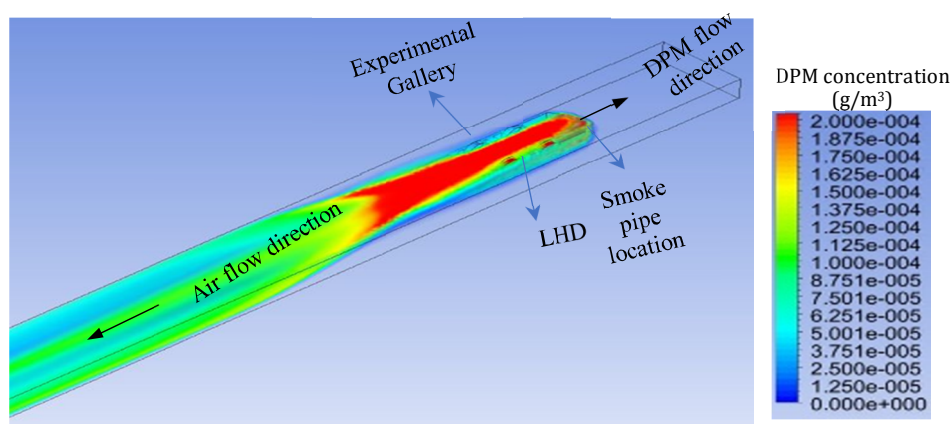 Experimental
Gallery
DPM flow
direction
Air flow direction
LHD
Smoke
pipe
location
DPM concentration
(g/m³)
2.000e-004
1.875e-004
1.750e-004
1.625e-004
1.500e-004
1.375e-004
1.250e-004
1.125e-004
1.000e-004
8.751e-005
7.501e-005
6.251e-005
5.001e-005
3.751e-005
2.500e-005
1.250e-005
0.000e+000